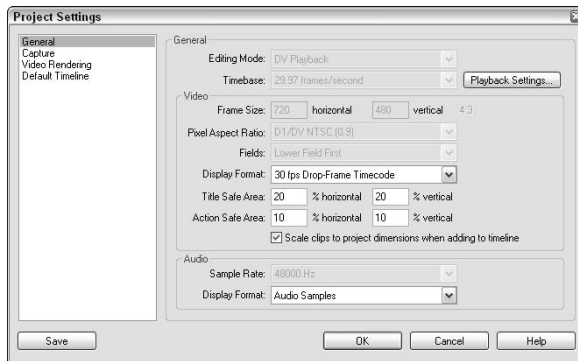 Project Settings
General
Capture
Video Rendering
Default Timeline
General
Editing Mode: DV Playback
Timebase: 29.97 frames/second Playback Settings...
Video
Frame Size: 720 horizontal 480 vertical 4:3
Pixel Aspect Ratio: D1/DV NTSC (0.9)
Fields: Lower Field First
Display Format: 30 fps Drop-Frame Timecode
Title Safe Area: 20 % horizontal 20 % vertical
Action Safe Area: 10 % horizontal 10 % vertical
Scale clips to project dimensions when adding to timeline
Audio
Sample Rate: 48000 Hz
Display Format: Audio Samples
Save OK Cancel Help